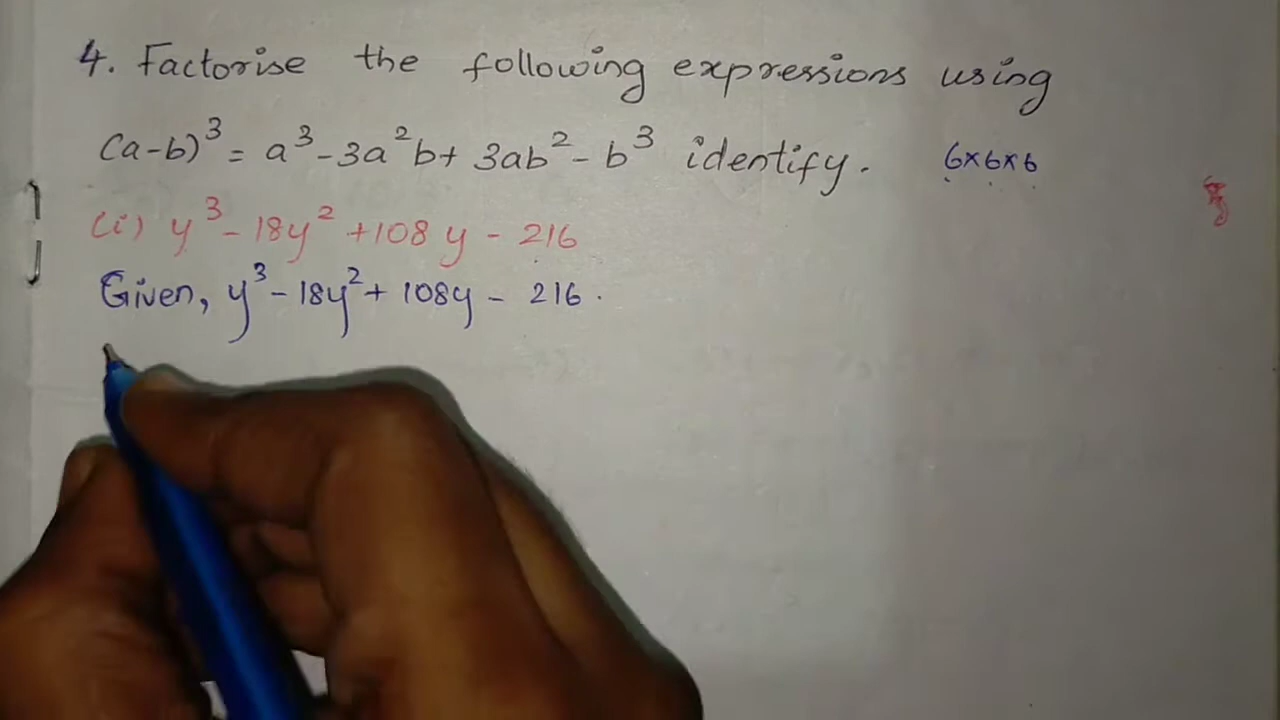 4. Factorise the following expressions using
(a-b)³ = a³ - 3a²b + 3ab² - b³ identify. 6×6×6
(i) y³ - 18y² + 108y - 216
Given, y³ - 18y² + 108y - 216.